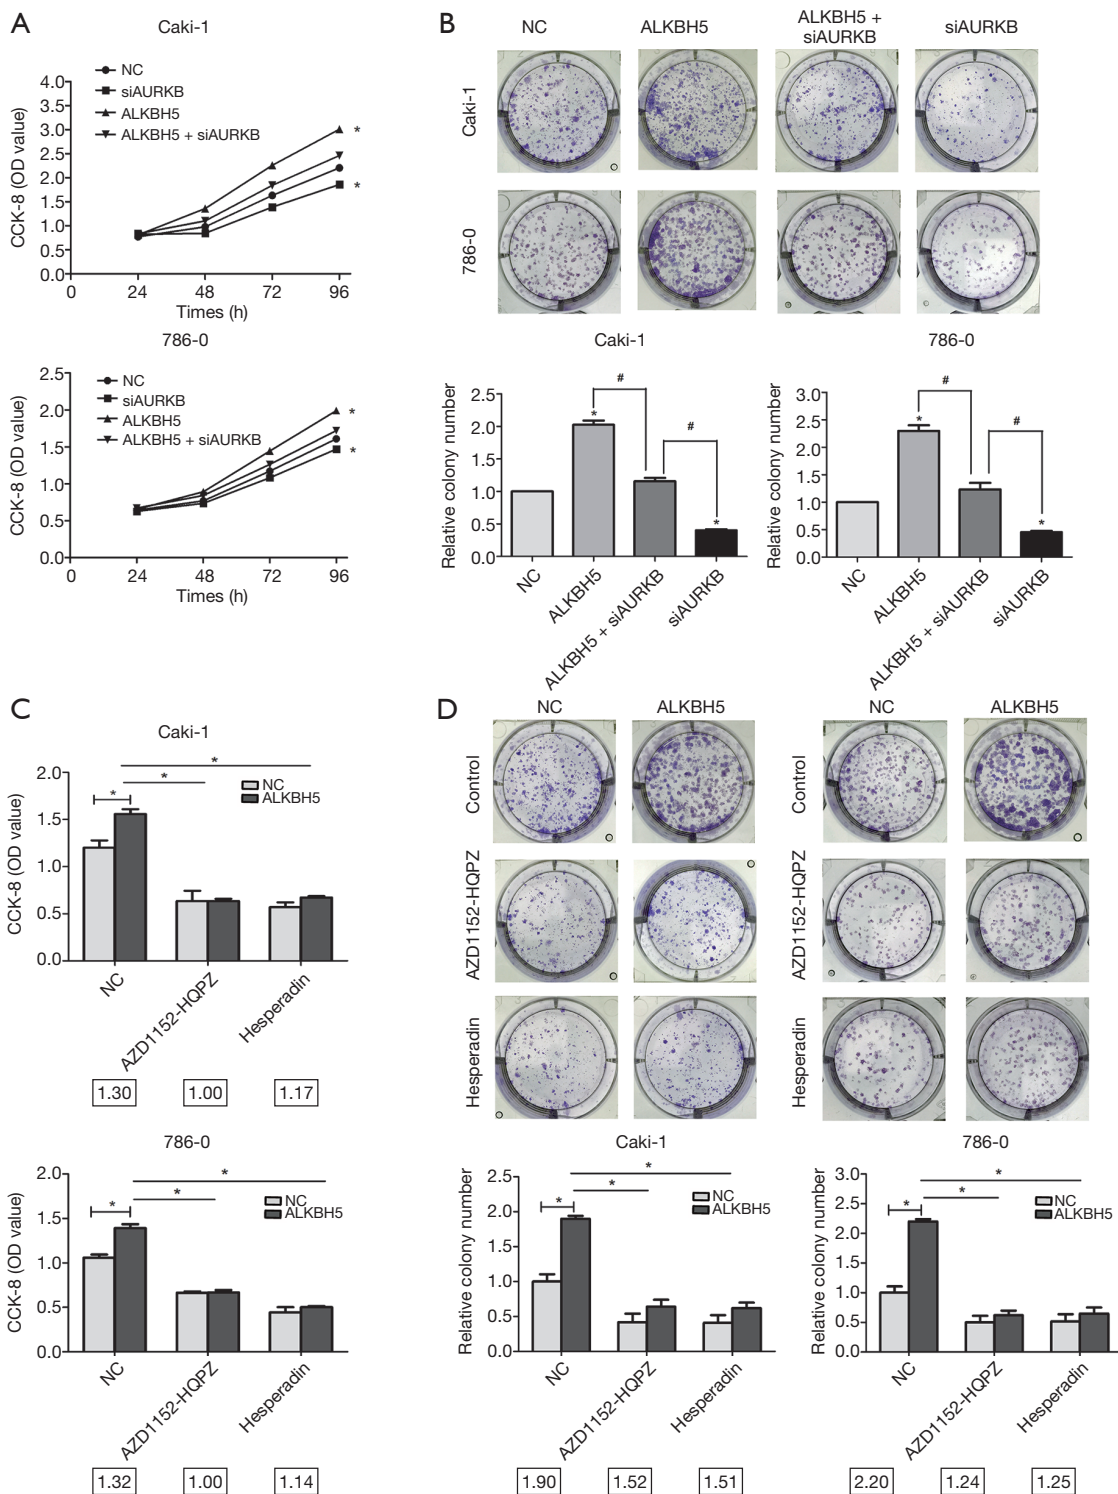 A
Caki-1
NC
siAURKB
ALKBH5
ALKBH5 + siAURKB
CCK-8 (OD value)
4.0
3.5
3.0
2.5
2.0
1.5
1.0
0.5
0.0
*
*
0 24 48 72 96
Times (h)
786-0
NC
siAURKB
ALKBH5
ALKBH5 + siAURKB
CCK-8 (OD value)
2.5
2.0
1.5
1.0
0.5
0.0
*
*
0 24 48 72 96
Times (h)
B
NC ALKBH5 ALKBH5 + siAURKB siAURKB
Caki-1
786-0
Caki-1
Relative colony number
2.5
2.0
1.5
1.0
0.5
0.0
* # # *
NC ALKBH5 ALKBH5 + siAURKB siAURKB
786-0
Relative colony number
3.0
2.5
2.0
1.5
1.0
0.5
0.0
* # # *
NC ALKBH5 ALKBH5 + siAURKB siAURKB
C
Caki-1
CCK-8 (OD value)
2.0
1.5
1.0
0.5
0.0
* * *
NC
ALKBH5
NC AZD1152-HQPZ Hesperadin
1.30 1.00 1.17
786-0
CCK-8 (OD value)
2.0
1.5
1.0
0.5
0.0
* * *
NC
ALKBH5
NC AZD1152-HQPZ Hesperadin
1.32 1.00 1.14
D
NC ALKBH5 NC ALKBH5
Control Control
AZD1152-HQPZ AZD1152-HQPZ
Hesperadin Hesperadin
Caki-1
Relative colony number
2.5
2.0
1.5
1.0
0.5
0.0
* * *
NC
ALKBH5
NC AZD1152-HQPZ Hesperadin
1.90 1.52 1.51
786-0
Relative colony number
3.0
2.5
2.0
1.5
1.0
0.5
0.0
* * *
NC
ALKBH5
NC AZD1152-HQPZ Hesperadin
2.20 1.24 1.25